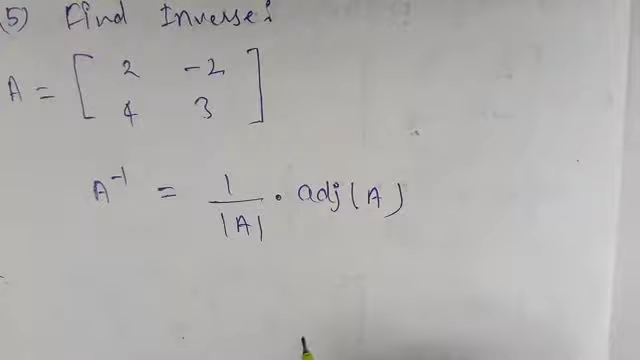 (5) Find Inverse:
A = [ 2 -2
4 3 ]
A⁻¹ = 1/|A| · adj(A)